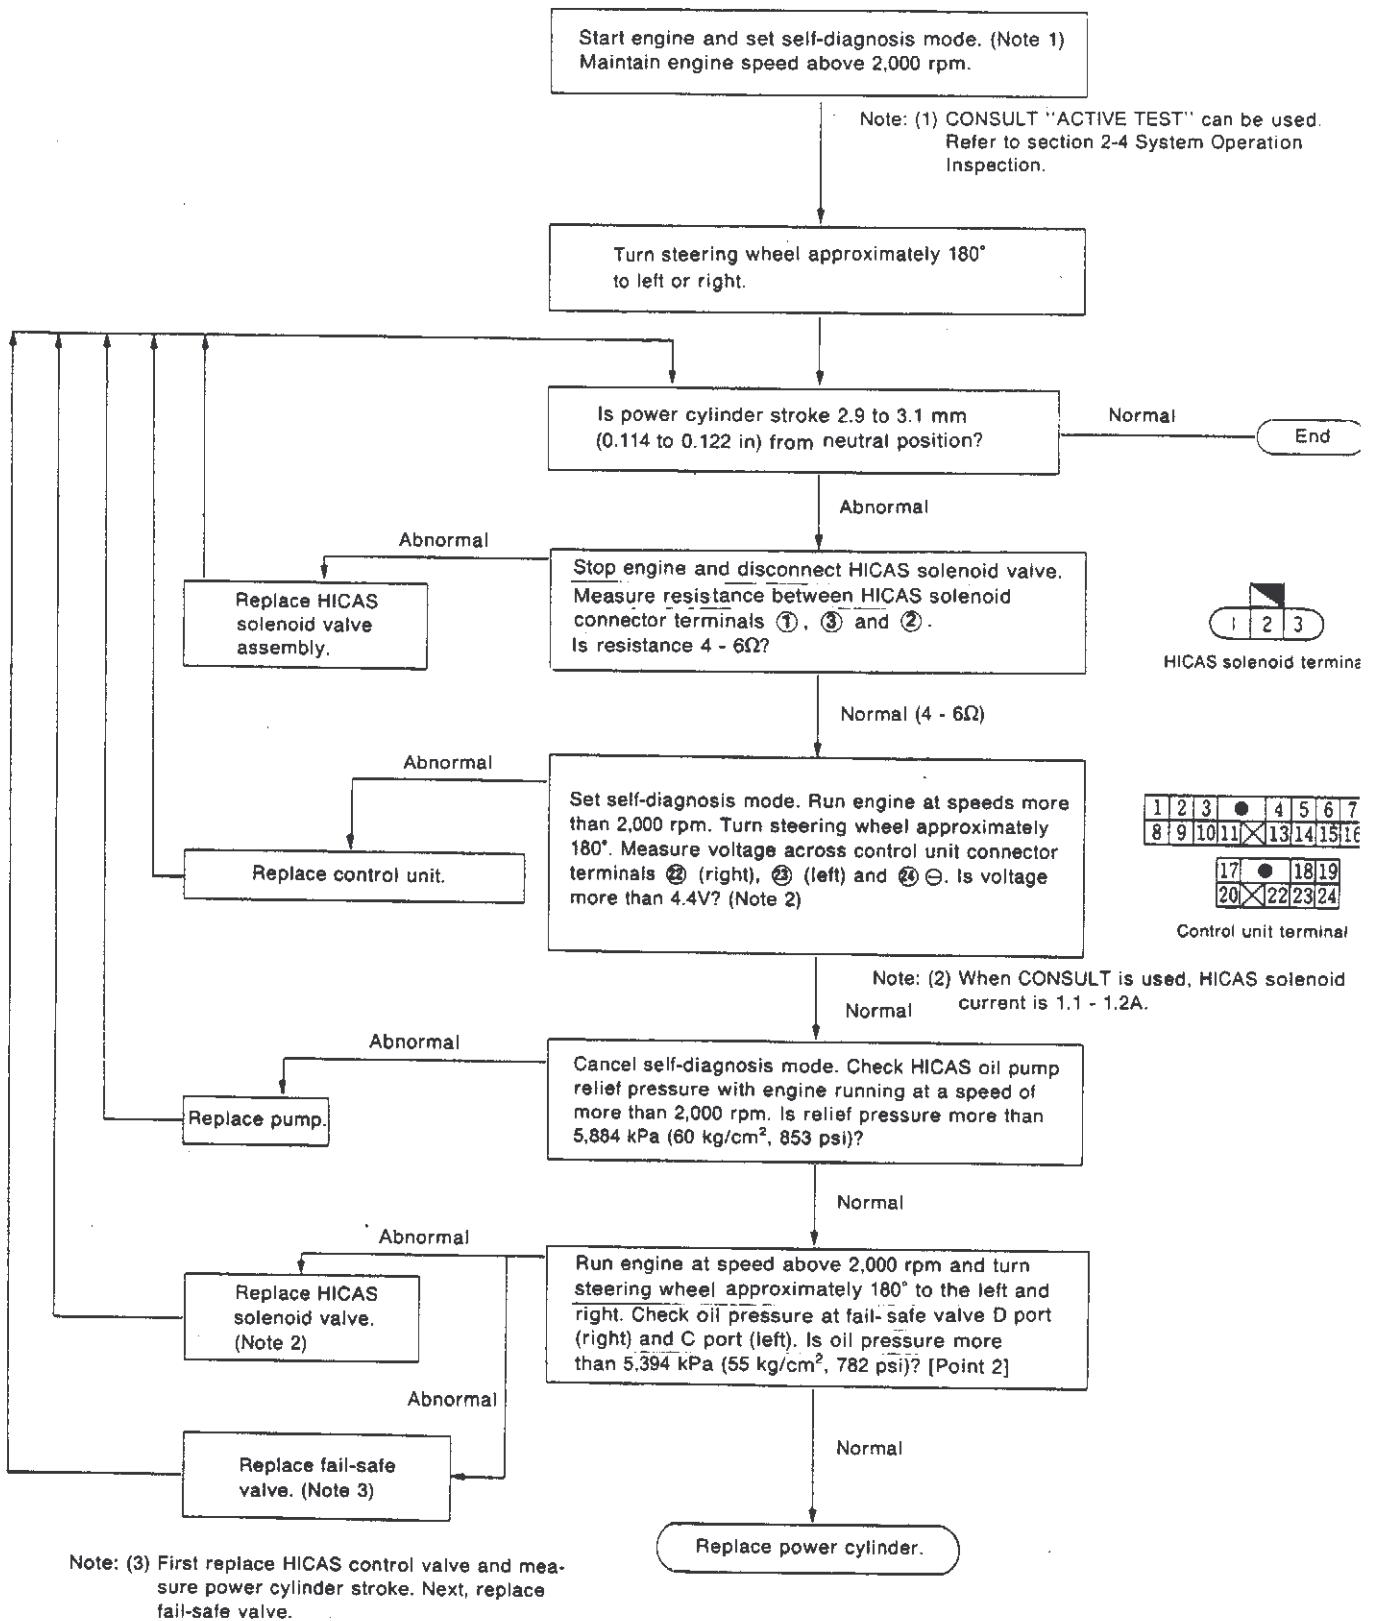 Start engine and set self-diagnosis mode. (Note 1)
Maintain engine speed above 2,000 rpm.
Note: (1) CONSULT "ACTIVE TEST" can be used.
Refer to section 2-4 System Operation
Inspection.
Turn steering wheel approximately 180°
to left or right.
Is power cylinder stroke 2.9 to 3.1 mm
(0.114 to 0.122 in) from neutral position?
Normal
End
Abnormal
Abnormal
Stop engine and disconnect HICAS solenoid valve.
Measure resistance between HICAS solenoid
connector terminals ①, ③ and ②.
Is resistance 4 - 6Ω?
Replace HICAS
solenoid valve
assembly.
1 2 3
HICAS solenoid termina
Normal (4 - 6Ω)
Abnormal
Set self-diagnosis mode. Run engine at speeds more
than 2,000 rpm. Turn steering wheel approximately
180°. Measure voltage across control unit connector
terminals ㉒ (right), ㉓ (left) and ㉔ ⊖. Is voltage
more than 4.4V? (Note 2)
Replace control unit.
1 2 3 4 5 6 7
8 9 10 11 13 14 15 16
17 18 19
20 22 23 24
Control unit terminal
Note: (2) When CONSULT is used, HICAS solenoid
current is 1.1 - 1.2A.
Normal
Abnormal
Cancel self-diagnosis mode. Check HICAS oil pump
relief pressure with engine running at a speed of
more than 2,000 rpm. Is relief pressure more than
5,884 kPa (60 kg/cm², 853 psi)?
Replace pump.
Normal
Abnormal
Run engine at speed above 2,000 rpm and turn
steering wheel approximately 180° to the left and
right. Check oil pressure at fail-safe valve D port
(right) and C port (left). Is oil pressure more
than 5,394 kPa (55 kg/cm², 782 psi)? [Point 2]
Replace HICAS
solenoid valve.
(Note 2)
Abnormal
Normal
Replace fail-safe
valve. (Note 3)
Replace power cylinder.
Note: (3) First replace HICAS control valve and mea-
sure power cylinder stroke. Next, replace
fail-safe valve.